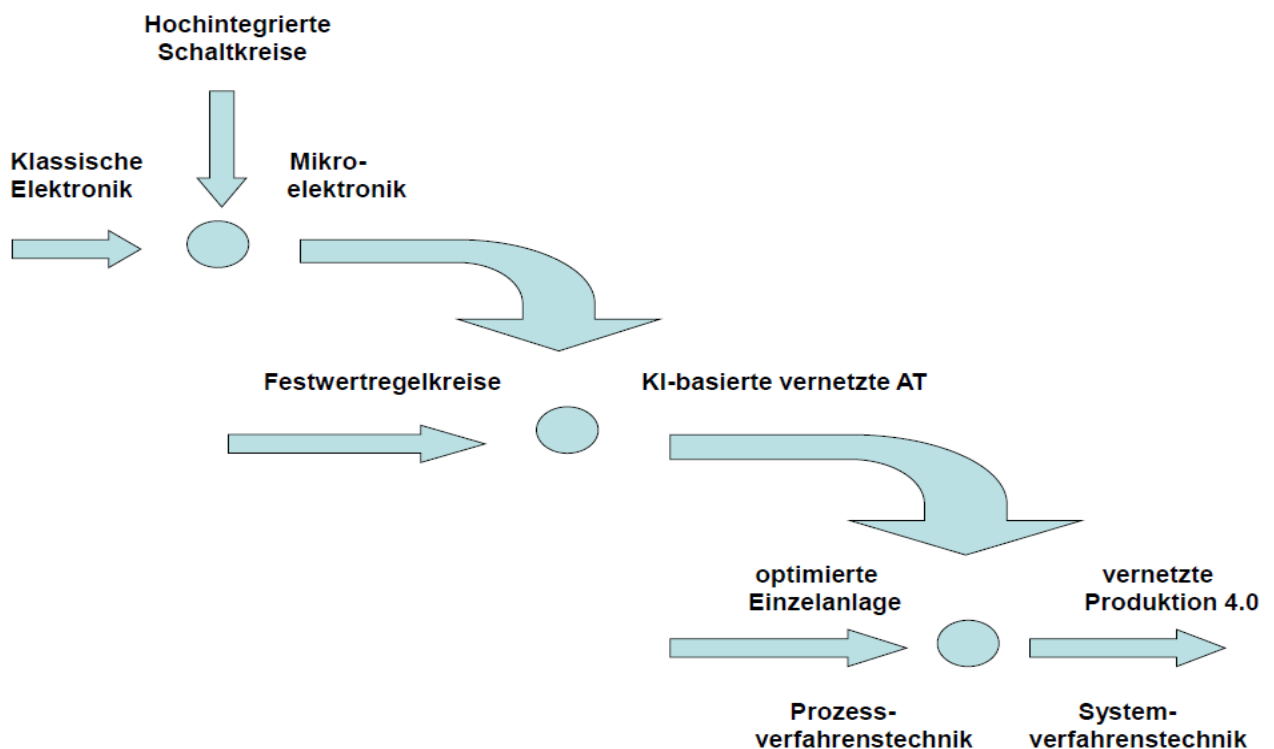 Hochintegrierte
Schaltkreise
Klassische
Elektronik
Mikro-
elektronik
Festwertregelkreise
KI-basierte vernetzte AT
optimierte
Einzelanlage
vernetzte
Produktion 4.0
Prozess-
verfahrenstechnik
System-
verfahrenstechnik